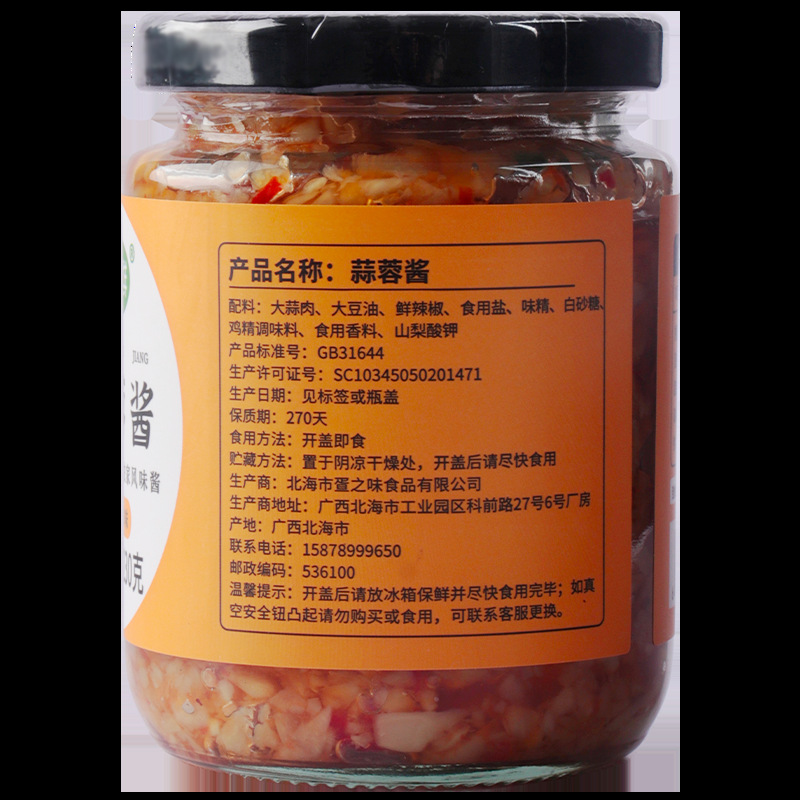 ®
JIANG
酱
家风味酱
产品名称：蒜蓉酱
配料：大蒜肉、大豆油、鲜辣椒、食用盐、味精、白砂糖、
鸡精调味料、食用香料、山梨酸钾
产品标准号：GB31644
生产许可证号：SC10345050201471
生产日期：见标签或瓶盖
保质期：270天
食用方法：开盖即食
贮藏方法：置于阴凉干燥处，开盖后请尽快食用
生产商：北海市疍之味食品有限公司
生产商地址：广西北海市工业园区科前路27号6号厂房
产地：广西北海市
联系电话：15878999650
邮政编码：536100
温馨提示：开盖后请放冰箱保鲜并尽快食用完毕；如真
空安全钮凸起请勿购买或食用，可联系客服更换。
30克